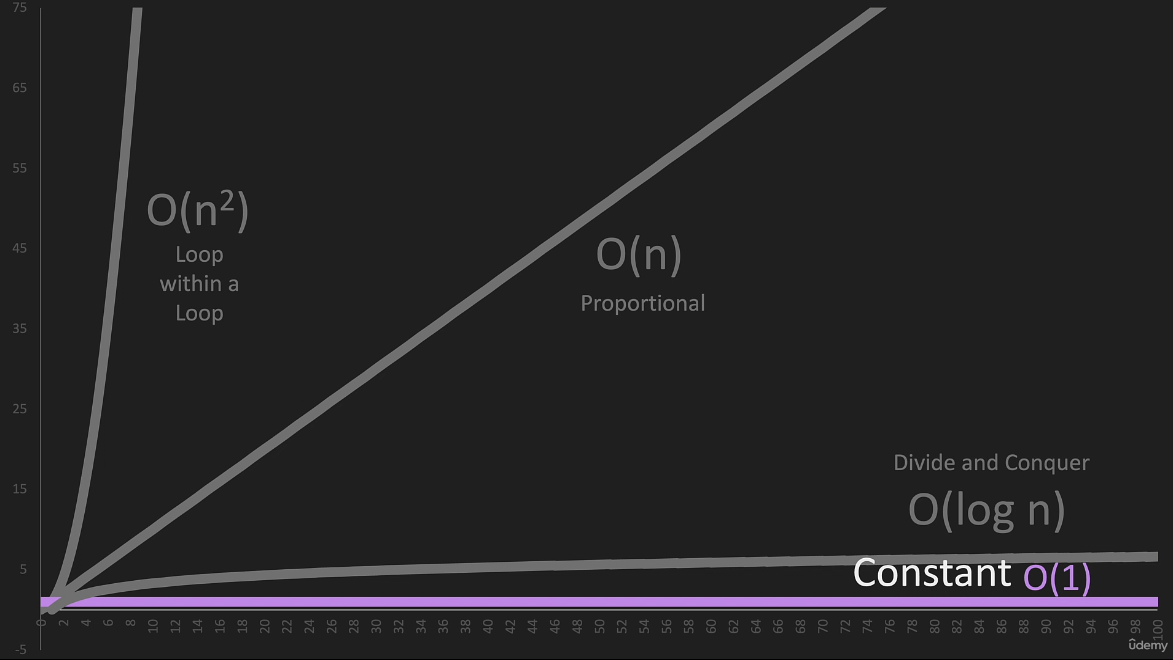 75
65
55
45
35
25
15
5
-5
O(n²)
Loop
within a
Loop
O(n)
Proportional
Divide and Conquer
O(log n)
Constant O(1)
0 2 4 6 8 10 12 14 16 18 20 22 24 26 28 30 32 34 36 38 40 42 44 46 48 50 52 54 56 58 60 62 64 66 68 70 72 74 76 78 80 82 84 86 88 90 92 94 96 98 100
ûdemy